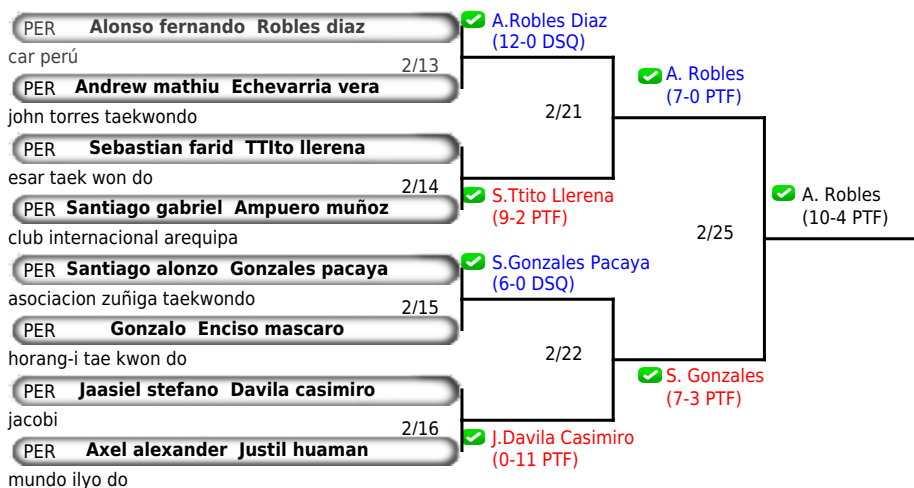 PER Alonso fernando Robles diaz
car perú
2/13
PER Andrew mathiu Echevarria vera
john torres taekwondo
A.Robles Diaz
(12-0 DSQ)
2/21
PER Sebastian farid TTIto llerena
esar taek won do
2/14
PER Santiago gabriel Ampuero muñoz
club internacional arequipa
S.Ttito Llerena
(9-2 PTF)
A. Robles
(7-0 PTF)
2/25
A. Robles
(10-4 PTF)
PER Santiago alonzo Gonzales pacaya
asociacion zuñiga taekwondo
2/15
PER Gonzalo Enciso mascaro
horang-i tae kwon do
S.Gonzales Pacaya
(6-0 DSQ)
2/22
S. Gonzales
(7-3 PTF)
PER Jaasiel stefano Davila casimiro
jacobi
2/16
PER Axel alexander Justil huaman
mundo ilyo do
J.Davila Casimiro
(0-11 PTF)